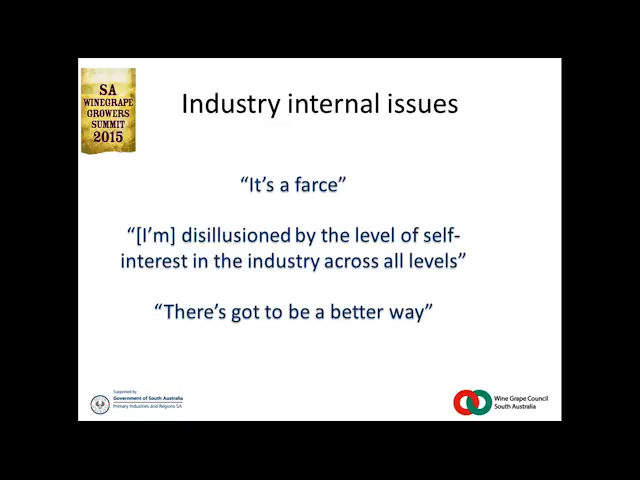 SA
WINEGRAPE
GROWERS
SUMMIT
2015
Industry internal issues
“It’s a farce”
“[I’m] disillusioned by the level of self-
interest in the industry across all levels”
“There’s got to be a better way”
Supported by
Government of South Australia
Primary Industries and Regions SA
Wine Grape Council
South Australia